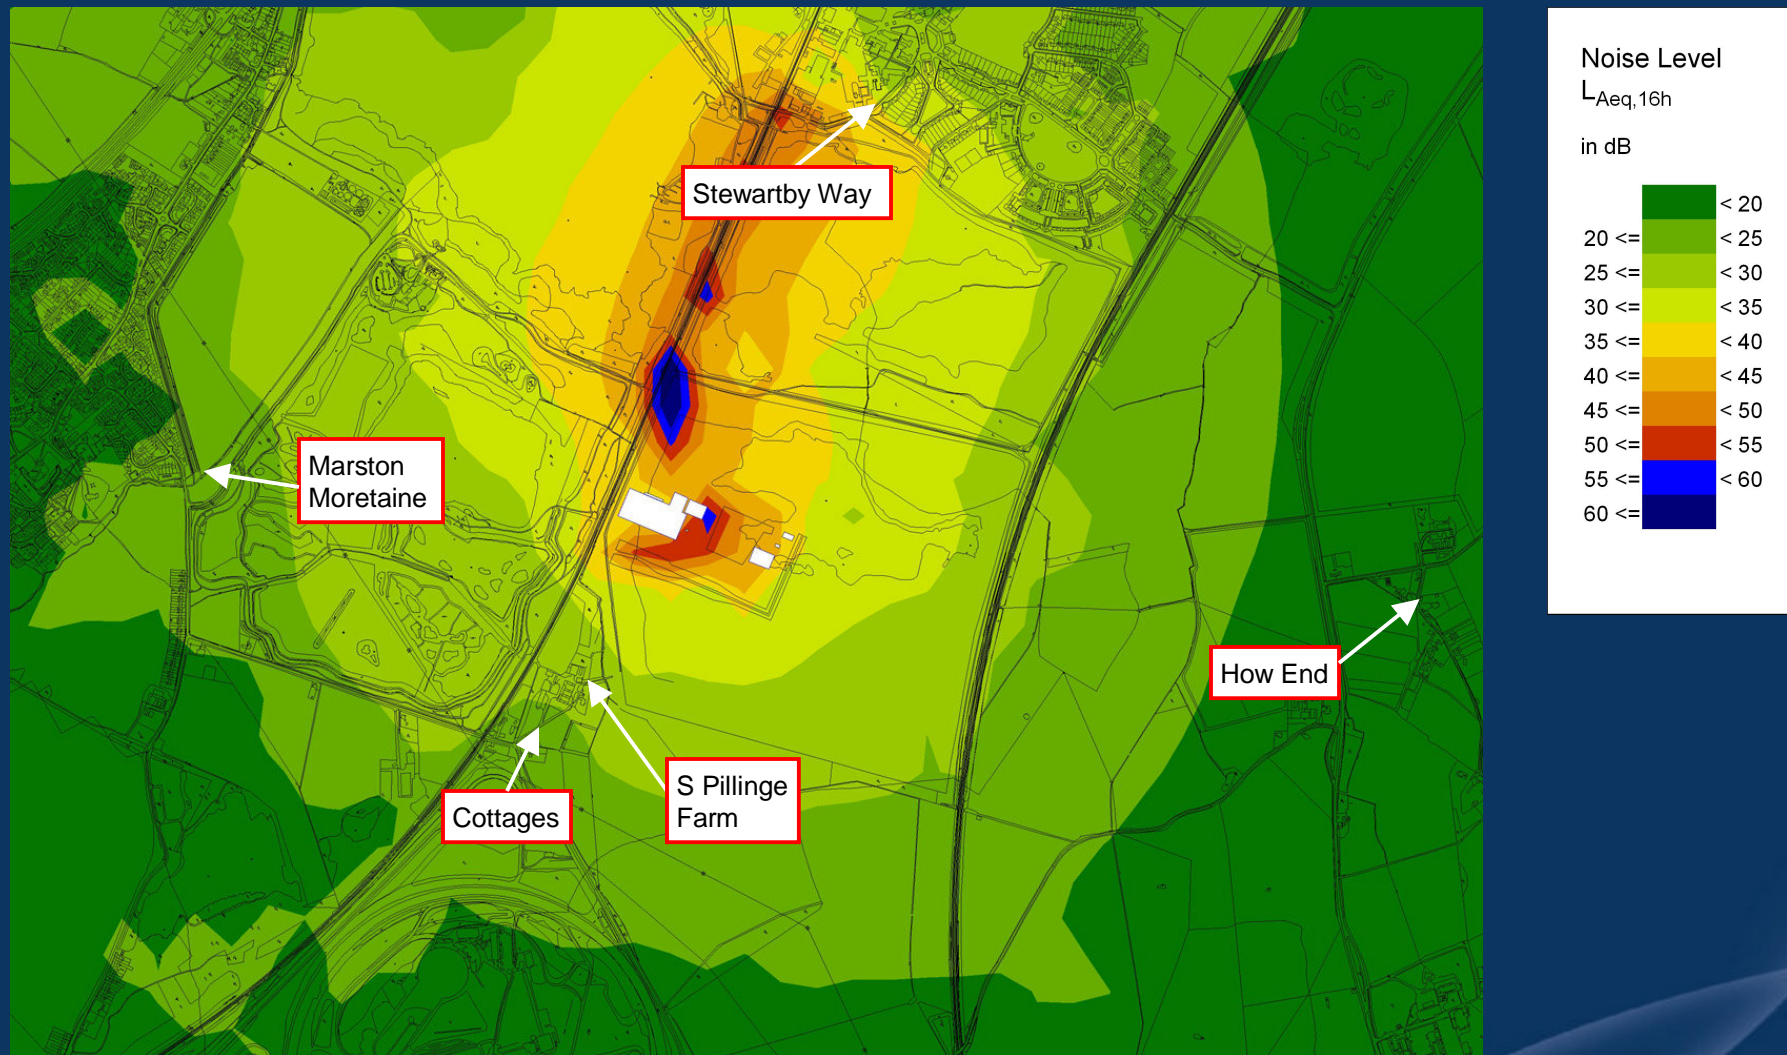 Stewartby Way
Marston
Moretaine
How End
S Pillinge
Farm
Cottages
Noise Level
LAeq,16h
in dB
< 20
20 <= < 25
25 <= < 30
30 <= < 35
35 <= < 40
40 <= < 45
45 <= < 50
50 <= < 55
55 <= < 60
60 <=